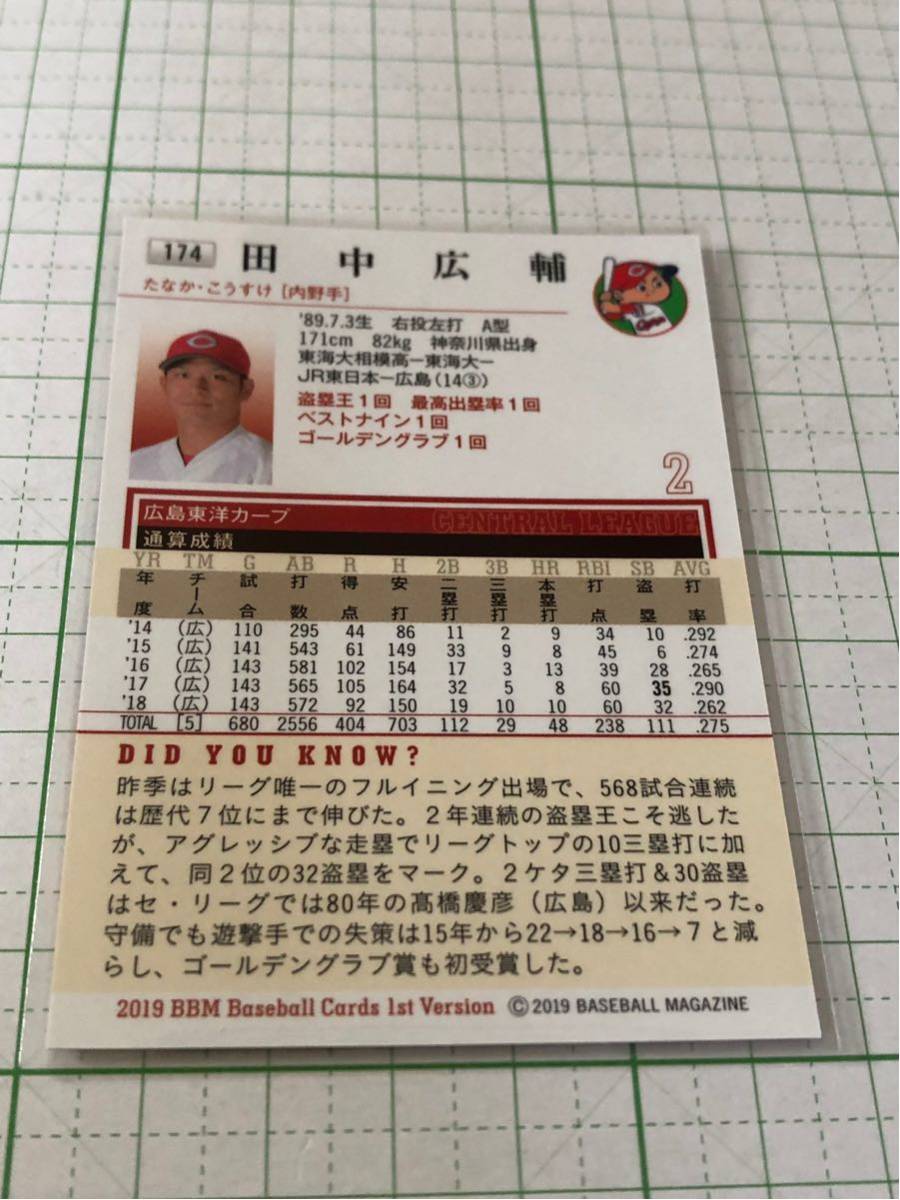 174 田中広輔
たなか・こうすけ [内野手]
'89.7.3生 右投左打 A型
171cm 82kg 神奈川県出身
東海大相模高ー東海大ー
JR東日本ー広島(14③)
盗塁王1回 最高出塁率1回
ベストナイン1回
ゴールデングラブ1回
2
広島東洋カープ CENTRAL LEAGUE
通算成績
YR TM G AB R H 2B 3B HR RBI SB AVG
年度 チーム 試合 打数 得点 安打 二塁打 三塁打 本塁打 打点 盗塁 打率
'14 (広) 110 295 44 86 11 2 9 34 10 .292
'15 (広) 141 543 61 149 33 9 8 45 6 .274
'16 (広) 143 581 102 154 17 3 13 39 28 .265
'17 (広) 143 565 105 164 32 5 8 60 35 .290
'18 (広) 143 572 92 150 19 10 10 60 32 .262
TOTAL [5] 680 2556 404 703 112 29 48 238 111 .275
DID YOU KNOW?
昨季はリーグ唯一のフルイニング出場で、568試合連続
は歴代7位にまで伸びた。2年連続の盗塁王こそ逃した
が、アグレッシブな走塁でリーグトップの10三塁打に加
えて、同2位の32盗塁をマーク。2ケタ三塁打＆30盗塁
はセ・リーグでは80年の髙橋慶彦（広島）以来だった。
守備でも遊撃手での失策は15年から22→18→16→7と減
らし、ゴールデングラブ賞も初受賞した。
2019 BBM Baseball Cards 1st Version © 2019 BASEBALL MAGAZINE